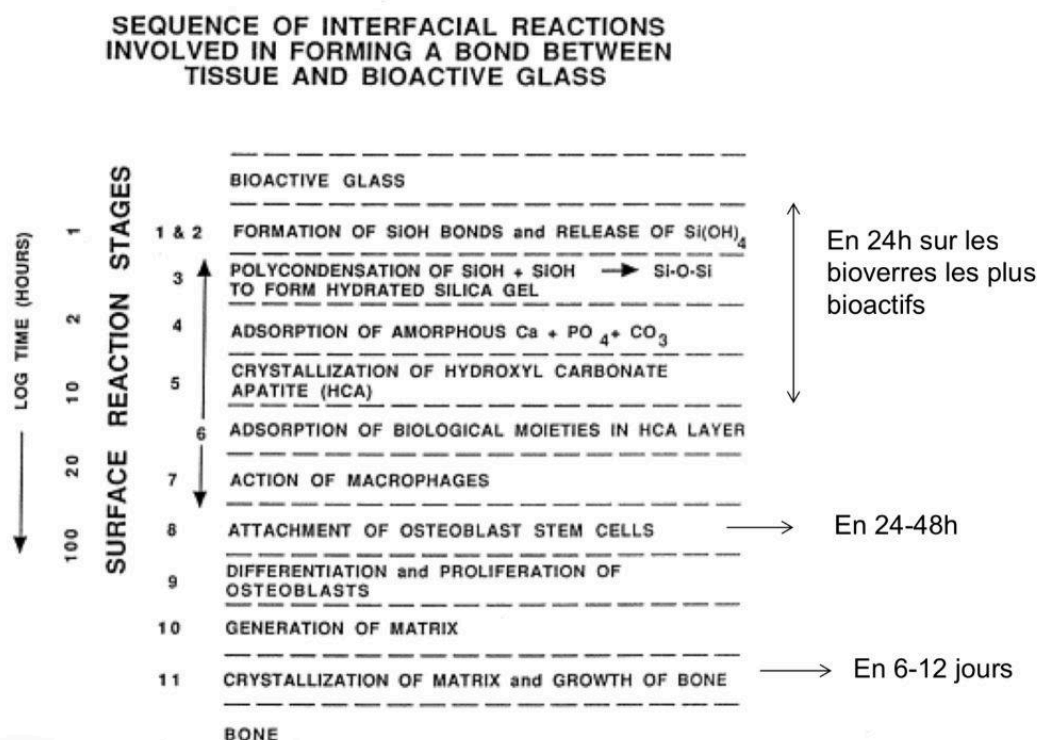 SEQUENCE OF INTERFACIAL REACTIONS
INVOLVED IN FORMING A BOND BETWEEN
TISSUE AND BIOACTIVE GLASS
LOG TIME (HOURS)
1
2
10
20
100
SURFACE REACTION STAGES
BIOACTIVE GLASS
1 & 2 FORMATION OF SiOH BONDS and RELEASE OF Si(OH)4
3 POLYCONDENSATION OF SiOH + SiOH → Si-O-Si
TO FORM HYDRATED SILICA GEL
4 ADSORPTION OF AMORPHOUS Ca + PO4 + CO3
5 CRYSTALLIZATION OF HYDROXYL CARBONATE
APATITE (HCA)
6 ADSORPTION OF BIOLOGICAL MOIETIES IN HCA LAYER
7 ACTION OF MACROPHAGES
8 ATTACHMENT OF OSTEOBLAST STEM CELLS
9 DIFFERENTIATION and PROLIFERATION OF
OSTEOBLASTS
10 GENERATION OF MATRIX
11 CRYSTALLIZATION OF MATRIX and GROWTH OF BONE
BONE
En 24h sur les
bioverres les plus
bioactifs
En 24-48h
En 6-12 jours